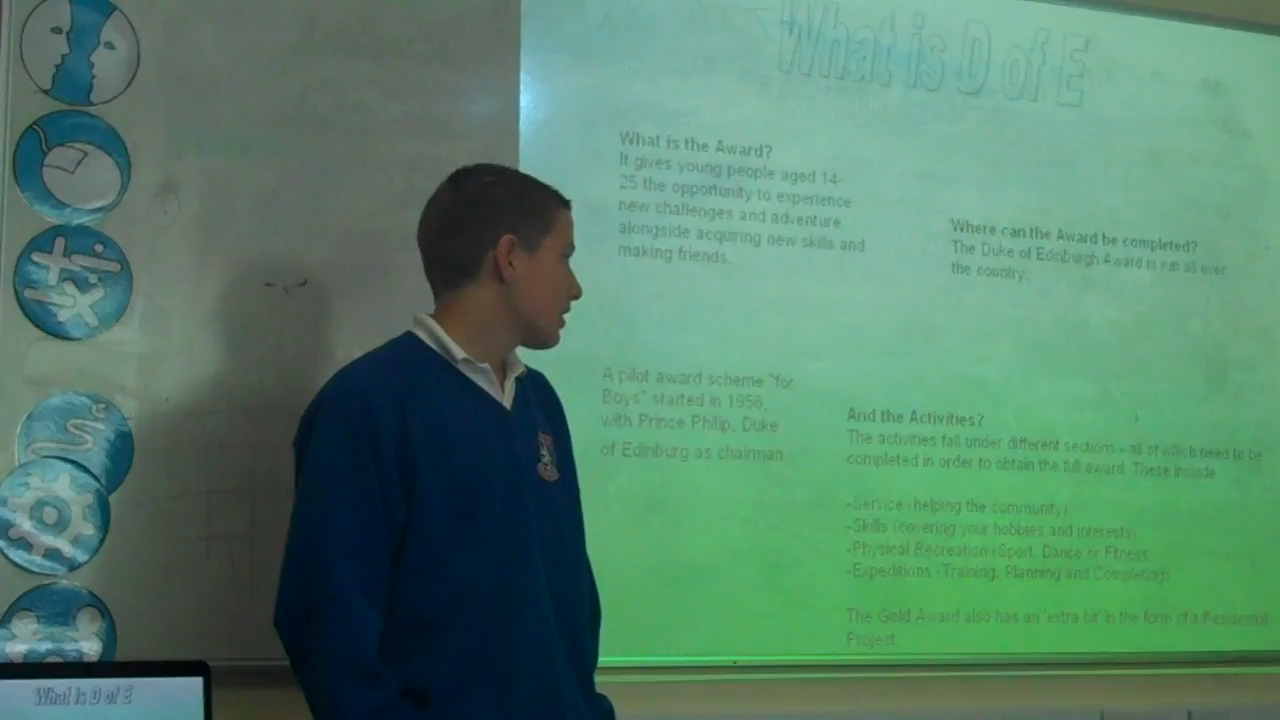 What is D of E
What is the Award?
It gives young people aged 14-
25 the opportunity to experience
new challenges and adventure
alongside acquiring new skills and
making friends.
Where can the Award be completed?
The Duke of Edinburgh Award is run all over
the country.
A pilot award scheme "for
Boys" started in 1956,
with Prince Philip, Duke
of Edinburg as chairman
And the Activities?
The activities fall under different sections - all of which need to be
completed in order to obtain the full award. These include
-Service (helping the community)
-Skills (covering your hobbies and interests)
-Physical Recreation (Sport, Dance or Fitness
-Expeditions (Training, Planning and Completing)
The Gold Award also has an 'extra bit' in the form of a Residential
Project
What Is D of E